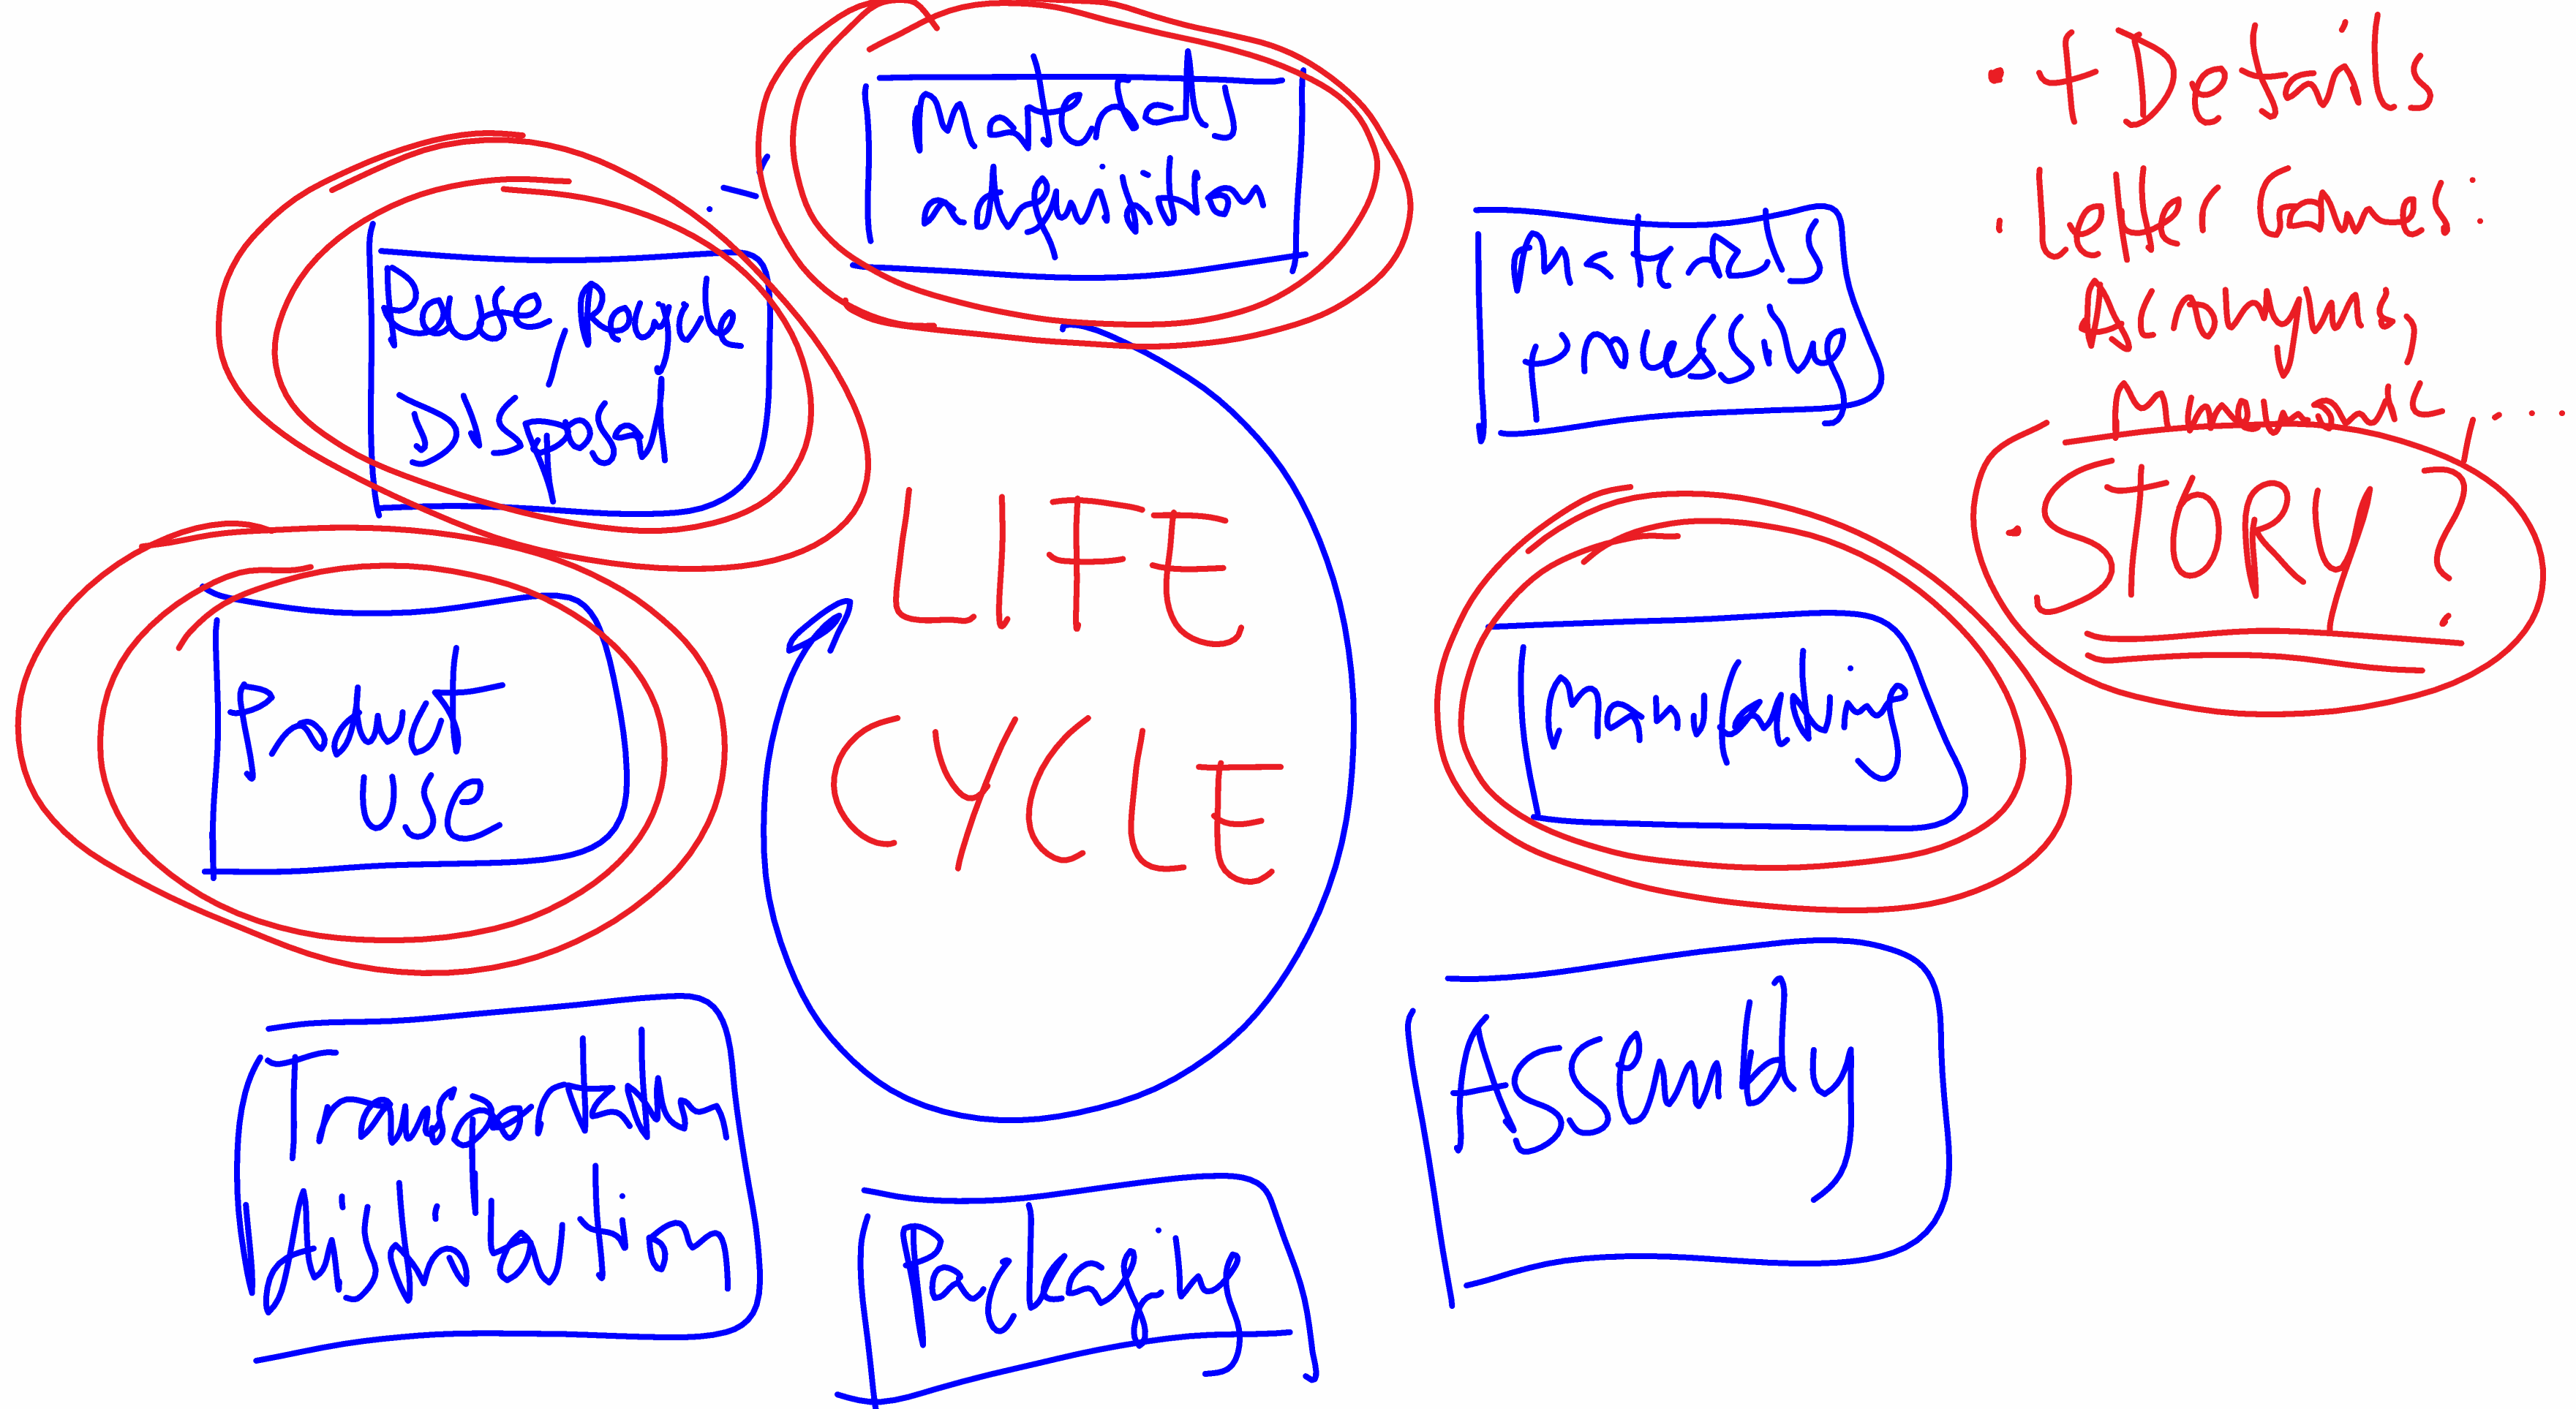 Materials
adquisition
Materials
processing
Manufacturing
Assembly
Packaging
Transportation
distribution
Product
use
Reuse, Recycle
Disposal
LIFE
CYCLE
· + Details
· Letter Games:
Acronyms,
Mnemonic, ....
· STORY?